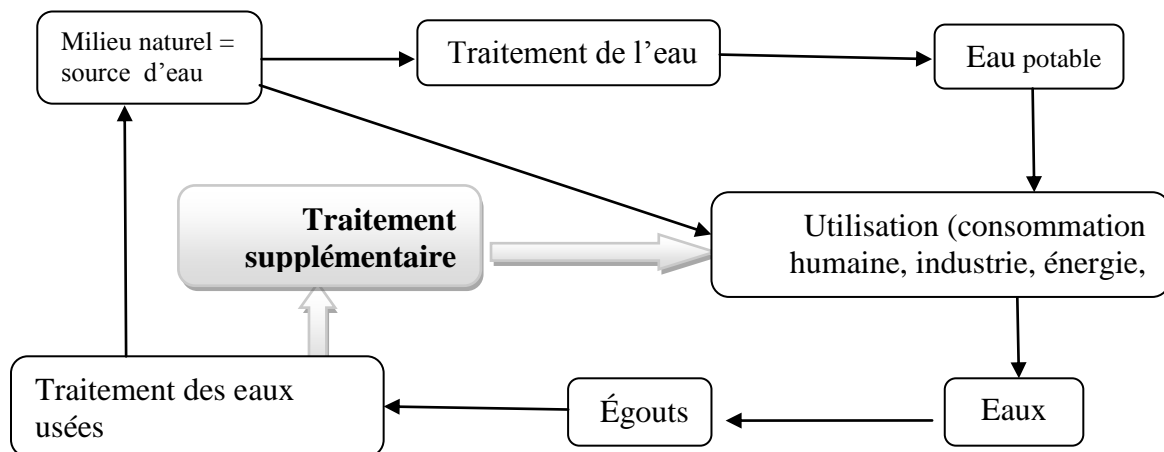 Milieu naturel =
source d’eau
Traitement de l’eau
Eau potable
Traitement
supplémentaire
Utilisation (consommation
humaine, industrie, énergie,
Traitement des eaux
usées
Égouts
Eaux